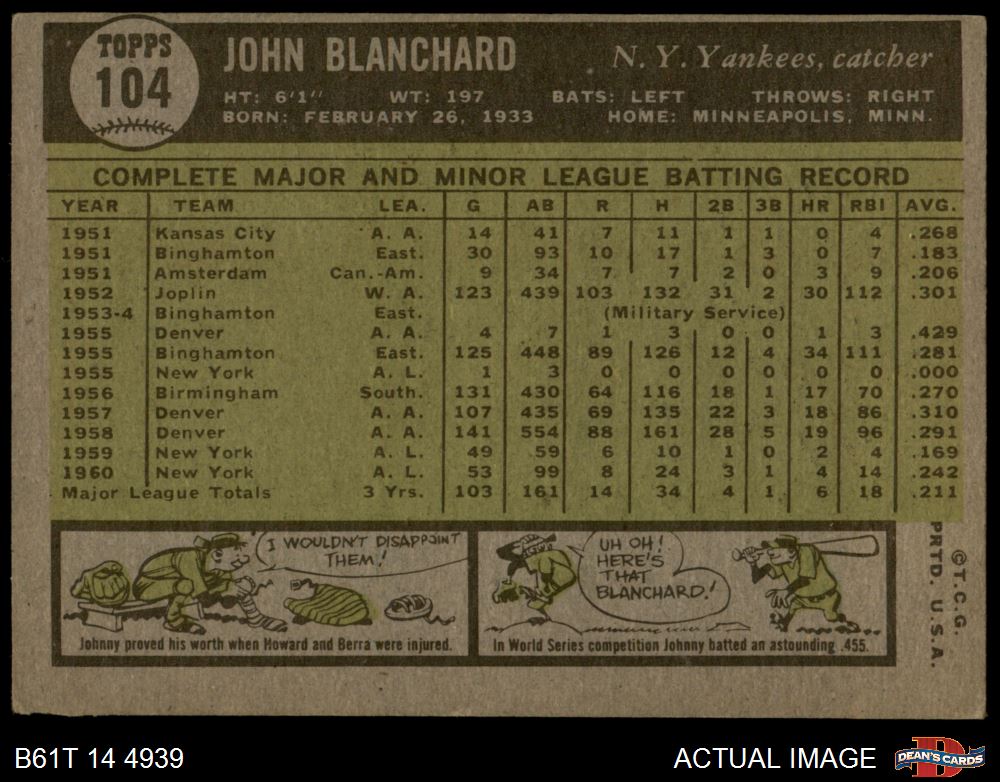 TOPPS
104
JOHN BLANCHARD
N. Y. Yankees, catcher
HT: 6'1" WT: 197 BATS: LEFT THROWS: RIGHT
BORN: FEBRUARY 26, 1933 HOME: MINNEAPOLIS, MINN.
COMPLETE MAJOR AND MINOR LEAGUE BATTING RECORD
YEAR TEAM LEA. G AB R H 2B 3B HR RBI AVG.
1951 Kansas City A. A. 14 41 7 11 1 1 0 4 .268
1951 Binghamton East. 30 93 10 17 1 3 0 7 .183
1951 Amsterdam Can.-Am. 9 34 7 7 2 0 3 9 .206
1952 Joplin W. A. 123 439 103 132 31 2 30 112 .301
1953-4 Binghamton East. (Military Service)
1955 Denver A. A. 4 7 1 3 0 0 1 3 .429
1955 Binghamton East. 125 448 89 126 12 4 34 111 .281
1955 New York A. L. 1 3 0 0 0 0 0 0 .000
1956 Birmingham South. 131 430 64 116 18 1 17 70 .270
1957 Denver A. A. 107 435 69 135 22 3 18 86 .310
1958 Denver A. A. 141 554 88 161 28 5 19 96 .291
1959 New York A. L. 49 59 6 10 1 0 2 4 .169
1960 New York A. L. 53 99 8 24 3 1 4 14 .242
Major League Totals 3 Yrs. 103 161 14 34 4 1 6 18 .211
I WOULDN'T DISAPPOINT
THEM!
Johnny proved his worth when Howard and Berra were injured.
UH OH!
HERE'S
THAT
BLANCHARD!
In World Series competition Johnny batted an astounding .455.
©T.C.G.
PRTD. U.S.A.
B61T 14 4939
ACTUAL IMAGE
D
DEAN'S CARDS